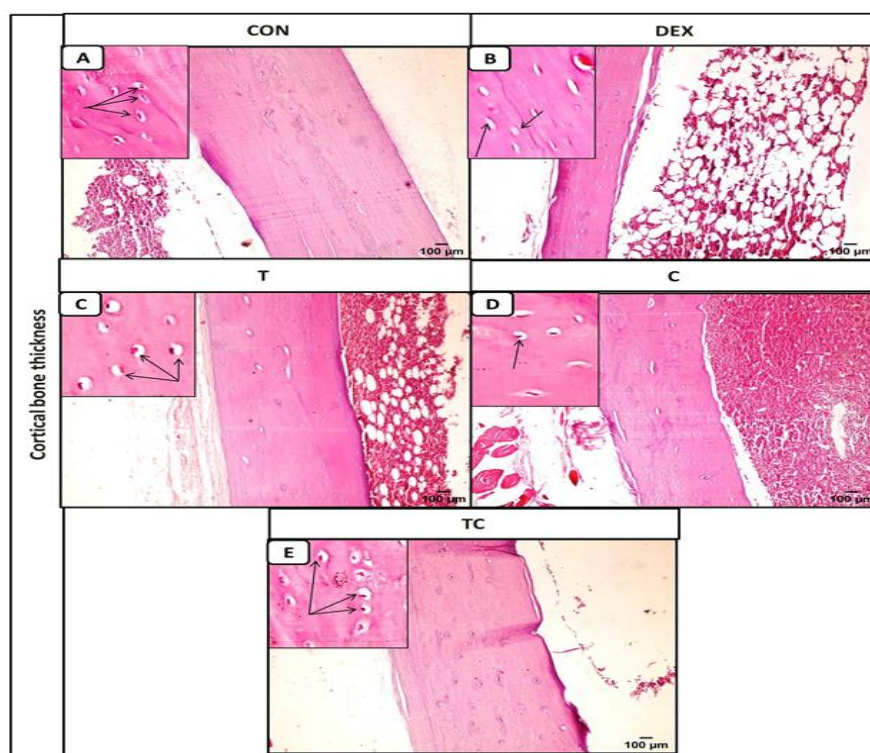 CON
DEX
A
B
100 µm
100 µm
T
C
C
D
100 µm
100 µm
TC
E
100 µm
Cortical bone thickness